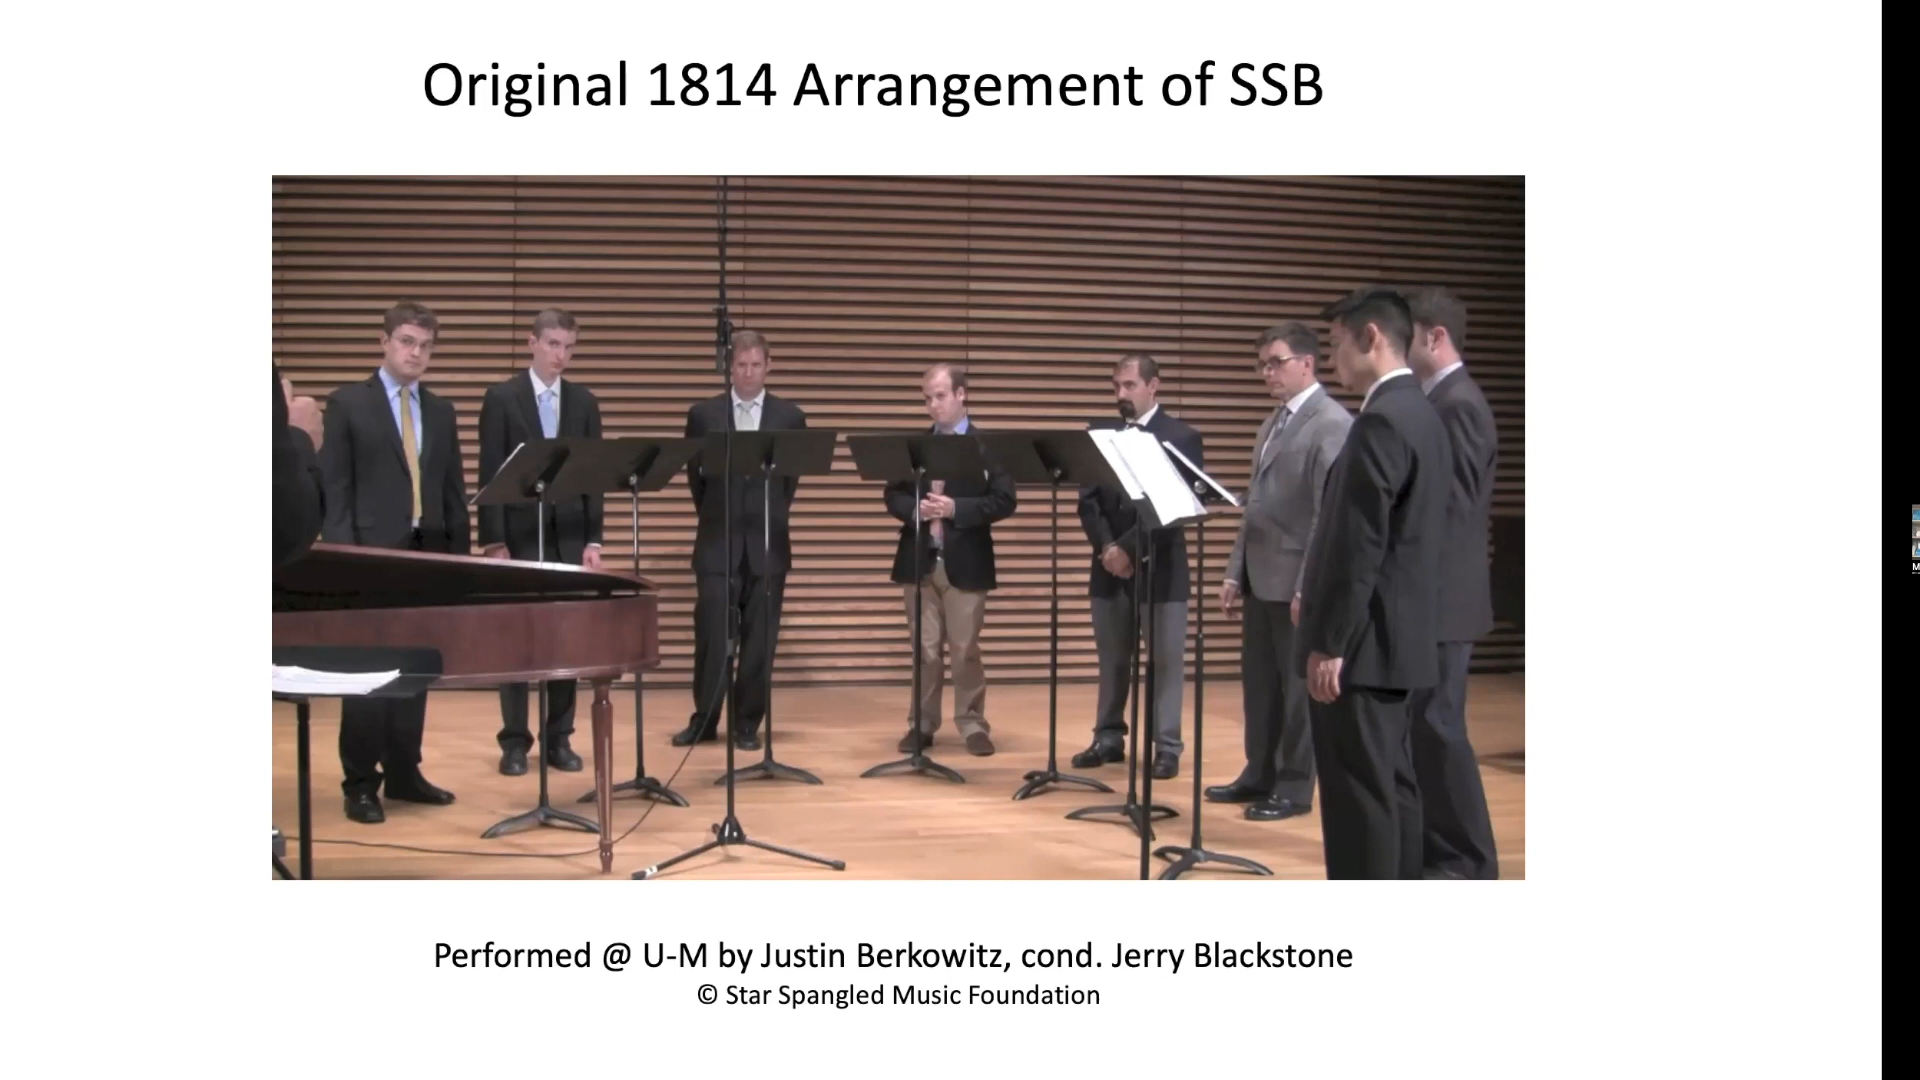 Original 1814 Arrangement of SSB
Performed @ U-M by Justin Berkowitz, cond. Jerry Blackstone
© Star Spangled Music Foundation
M